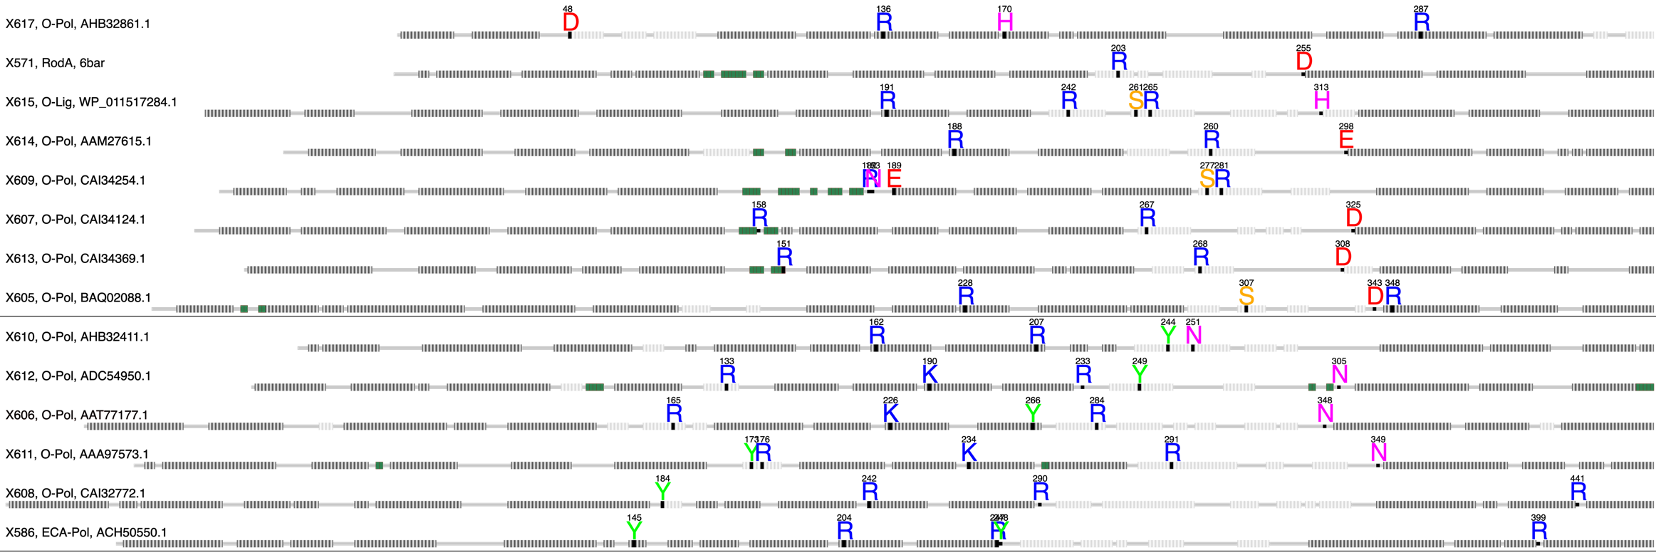 48 136 170 287
X617, O-Pol, AHB32861.1 D R H R
203 255
X571, RodA, 6bar R D
191 242 261 265 313
X615, O-Lig, WP_011517284.1 R R S R H
188 260 298
X614, O-Pol, AAM27615.1 R R E
189 277 281
X609, O-Pol, CAI34254.1 R N E S R
158 267 325
X607, O-Pol, CAI34124.1 R R D
151 268 308
X613, O-Pol, CAI34369.1 R R D
228 307 343 348
X605, O-Pol, BAQ02088.1 R S D R
162 207 244 251
X610, O-Pol, AHB32411.1 R R Y N
133 190 233 249 305
X612, O-Pol, ADC54950.1 R K R Y N
165 226 266 284 348
X606, O-Pol, AAT77177.1 R K Y R N
173 176 234 291 349
X611, O-Pol, AAA97573.1 Y R K R N
184 242 290 441
X608, O-Pol, CAI32772.1 Y R R R
145 204 399
X586, ECA-Pol, ACH50550.1 Y R R Y R